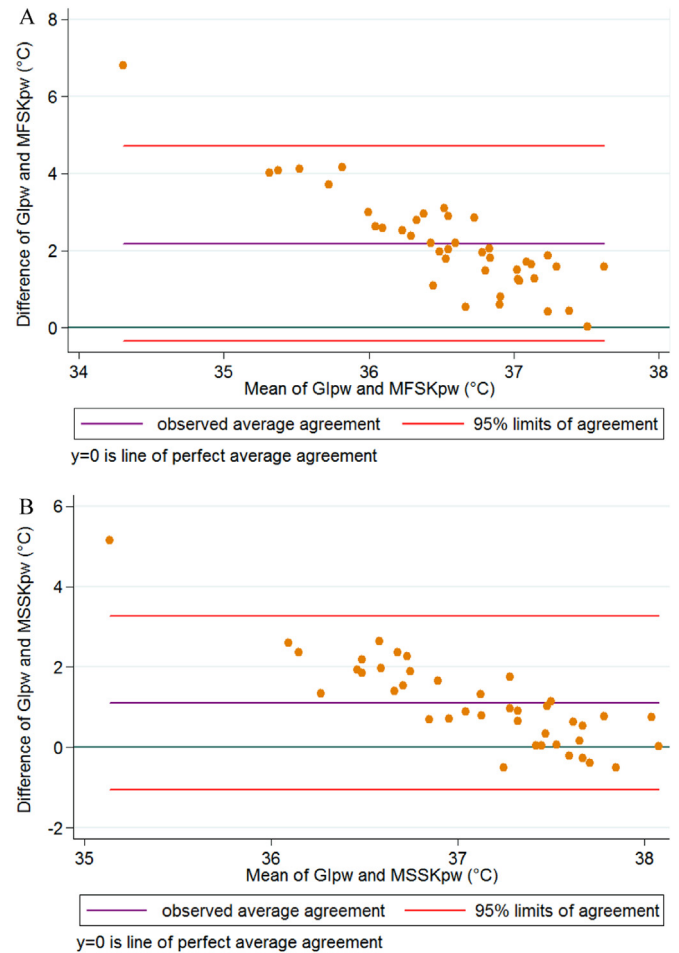 A
8
6
4
2
0
Difference of GIpw and MFSKpw (°C)
34 35 36 37 38
Mean of GIpw and MFSKpw (°C)
observed average agreement 95% limits of agreement
y=0 is line of perfect average agreement
B
6
4
2
0
-2
Difference of GIpw and MSSKpw (°C)
35 36 37 38
Mean of GIpw and MSSKpw (°C)
observed average agreement 95% limits of agreement
y=0 is line of perfect average agreement